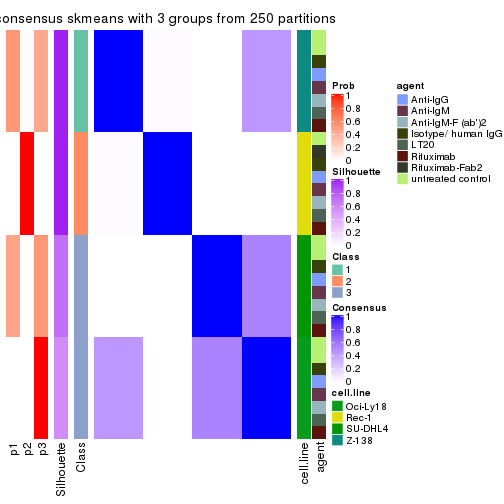 consensus skmeans with 3 groups from 250 partitions
Prob
1
0.8
0.6
0.4
0.2
0
Silhouette
1
0.8
0.6
0.4
0.2
0
Class
1
2
3
Consensus
1
0.8
0.6
0.4
0.2
0
cell.line
Oci-Ly18
Rec-1
SU-DHL4
Z-138
agent
Anti-IgG
Anti-IgM
Anti-IgM-F (ab')2
Isotype/ human IgG
LT20
Rituximab
Rituximab-Fab2
untreated control
p1
p2
p3
Silhouette
Class
cell.line
agent